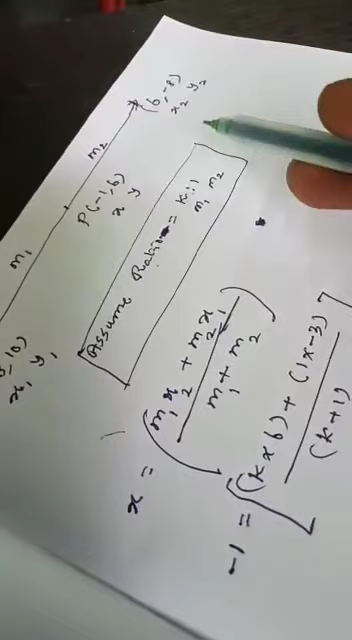 m₁ m₂ (6, -8)
x₂ y₂
P(-1, 6)
x y
10)
x₁ y₁
Assume Ratio = k:1
m₁ m₂
x = (m₁x₂ + m₂x₁ / m₁ + m₂)
-1 = [(k×6) + (1×-3) / (k+1)]